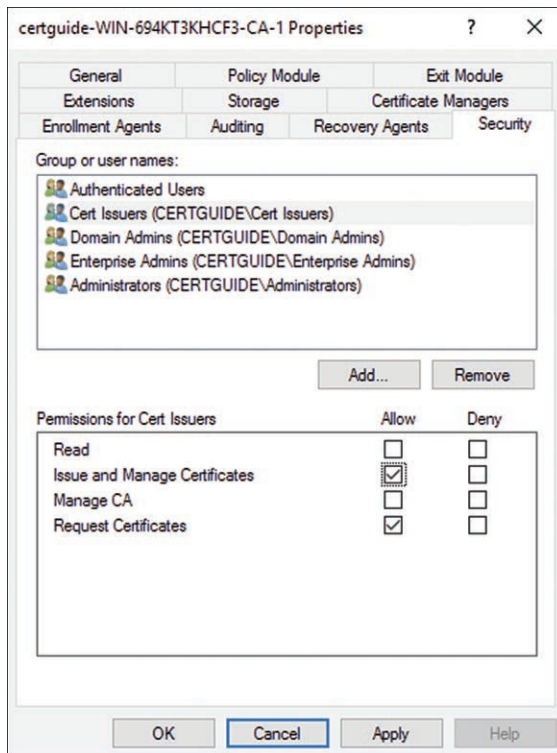 certguide-WIN-694KT3KHCF3-CA-1 Properties ? X
General Policy Module Exit Module
Extensions Storage Certificate Managers
Enrollment Agents Auditing Recovery Agents Security
Group or user names:
Authenticated Users
Cert Issuers (CERTGUIDE\Cert Issuers)
Domain Admins (CERTGUIDE\Domain Admins)
Enterprise Admins (CERTGUIDE\Enterprise Admins)
Administrators (CERTGUIDE\Administrators)
Add... Remove
Permissions for Cert Issuers Allow Deny
Read
Issue and Manage Certificates
Manage CA
Request Certificates
OK Cancel Apply Help